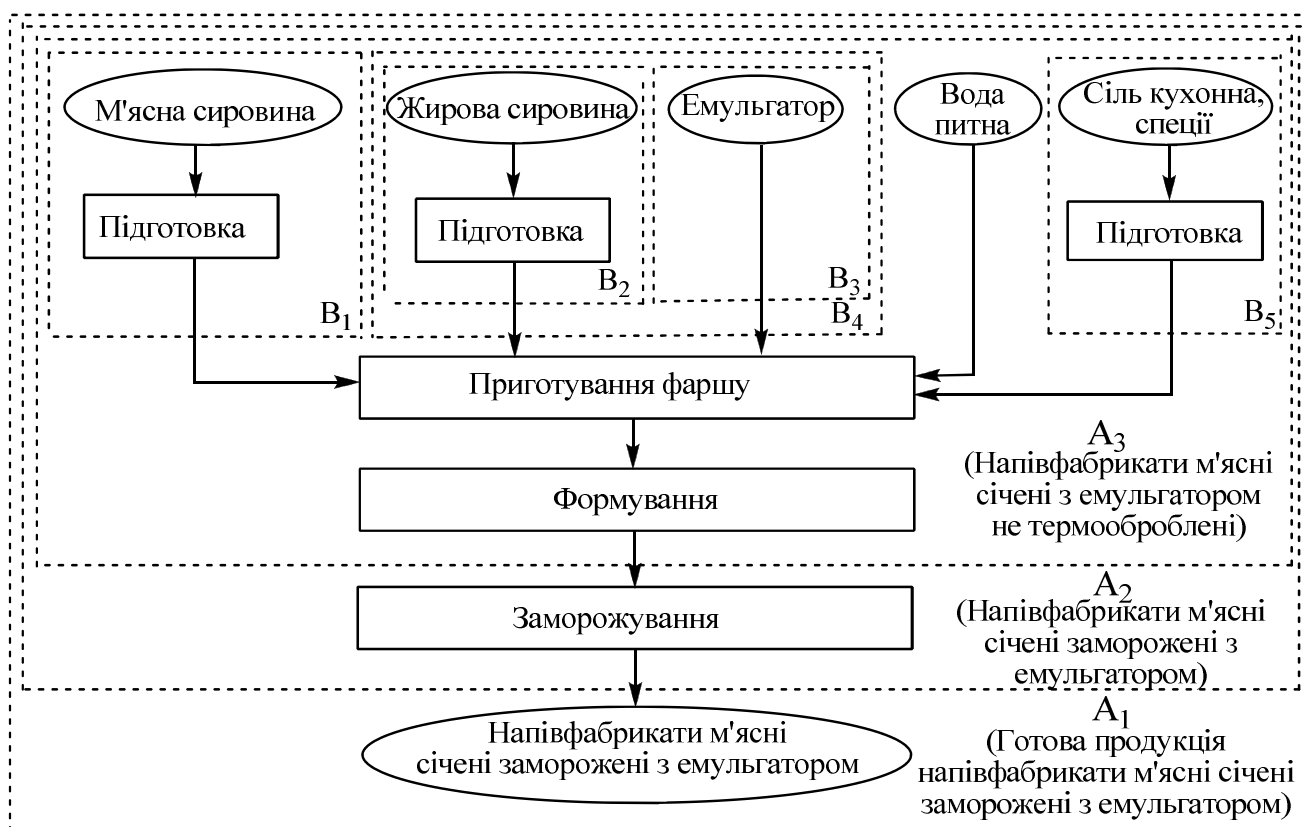 М'ясна сировина
Підготовка
B1
Жирова сировина
Підготовка
B2
Емульгатор
B3
B4
Вода
питна
Сіль кухонна,
спеції
Підготовка
B5
Приготування фаршу
Формування
A3
(Напівфабрикати м'ясні
січені з емульгатором
не термооброблені)
Заморожування
A2
(Напівфабрикати м'ясні
січені заморожені з
емульгатором)
Напівфабрикати м'ясні
січені заморожені з емульгатором
A1
(Готова продукція
напівфабрикати м'ясні січені
заморожені з емульгатором)